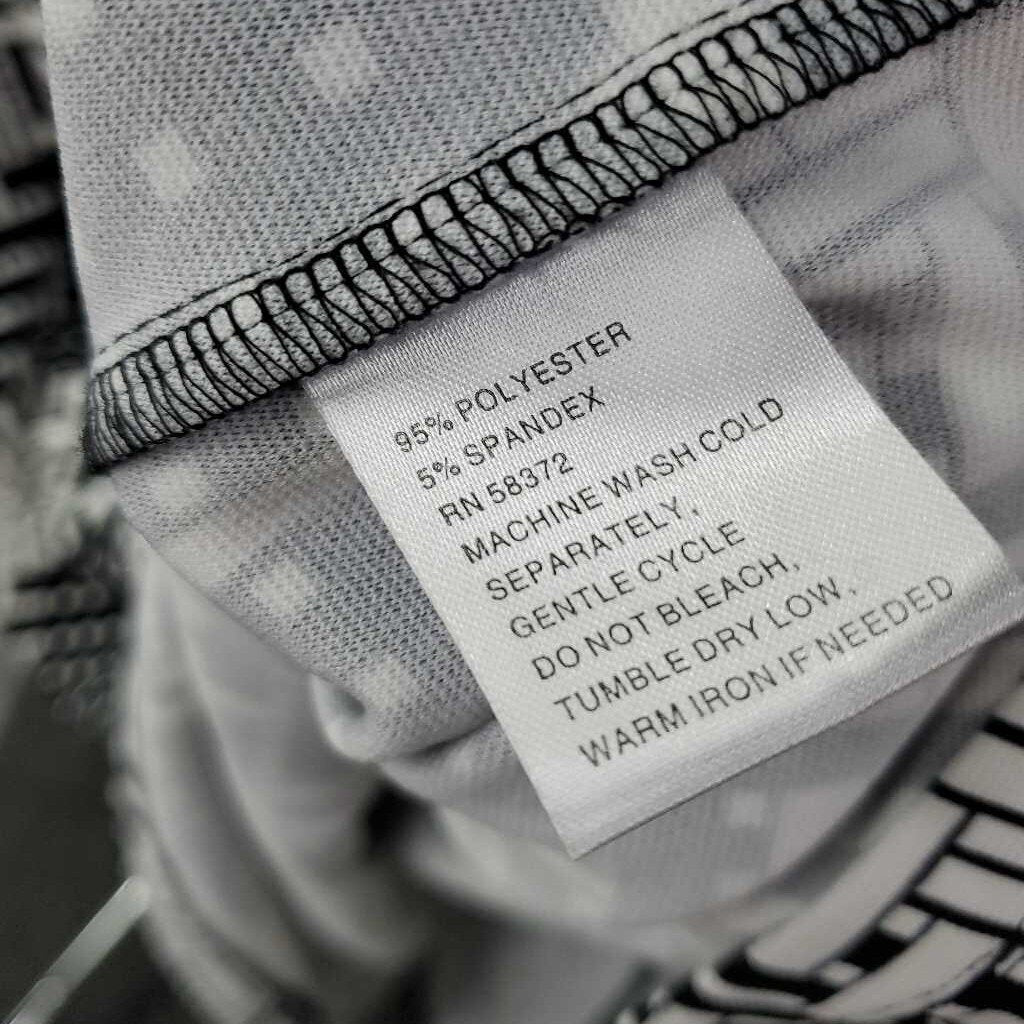 95% POLYESTER
5% SPANDEX
RN 58372
MACHINE WASH COLD
SEPARATELY,
GENTLE CYCLE
DO NOT BLEACH,
TUMBLE DRY LOW,
WARM IRON IF NEEDED